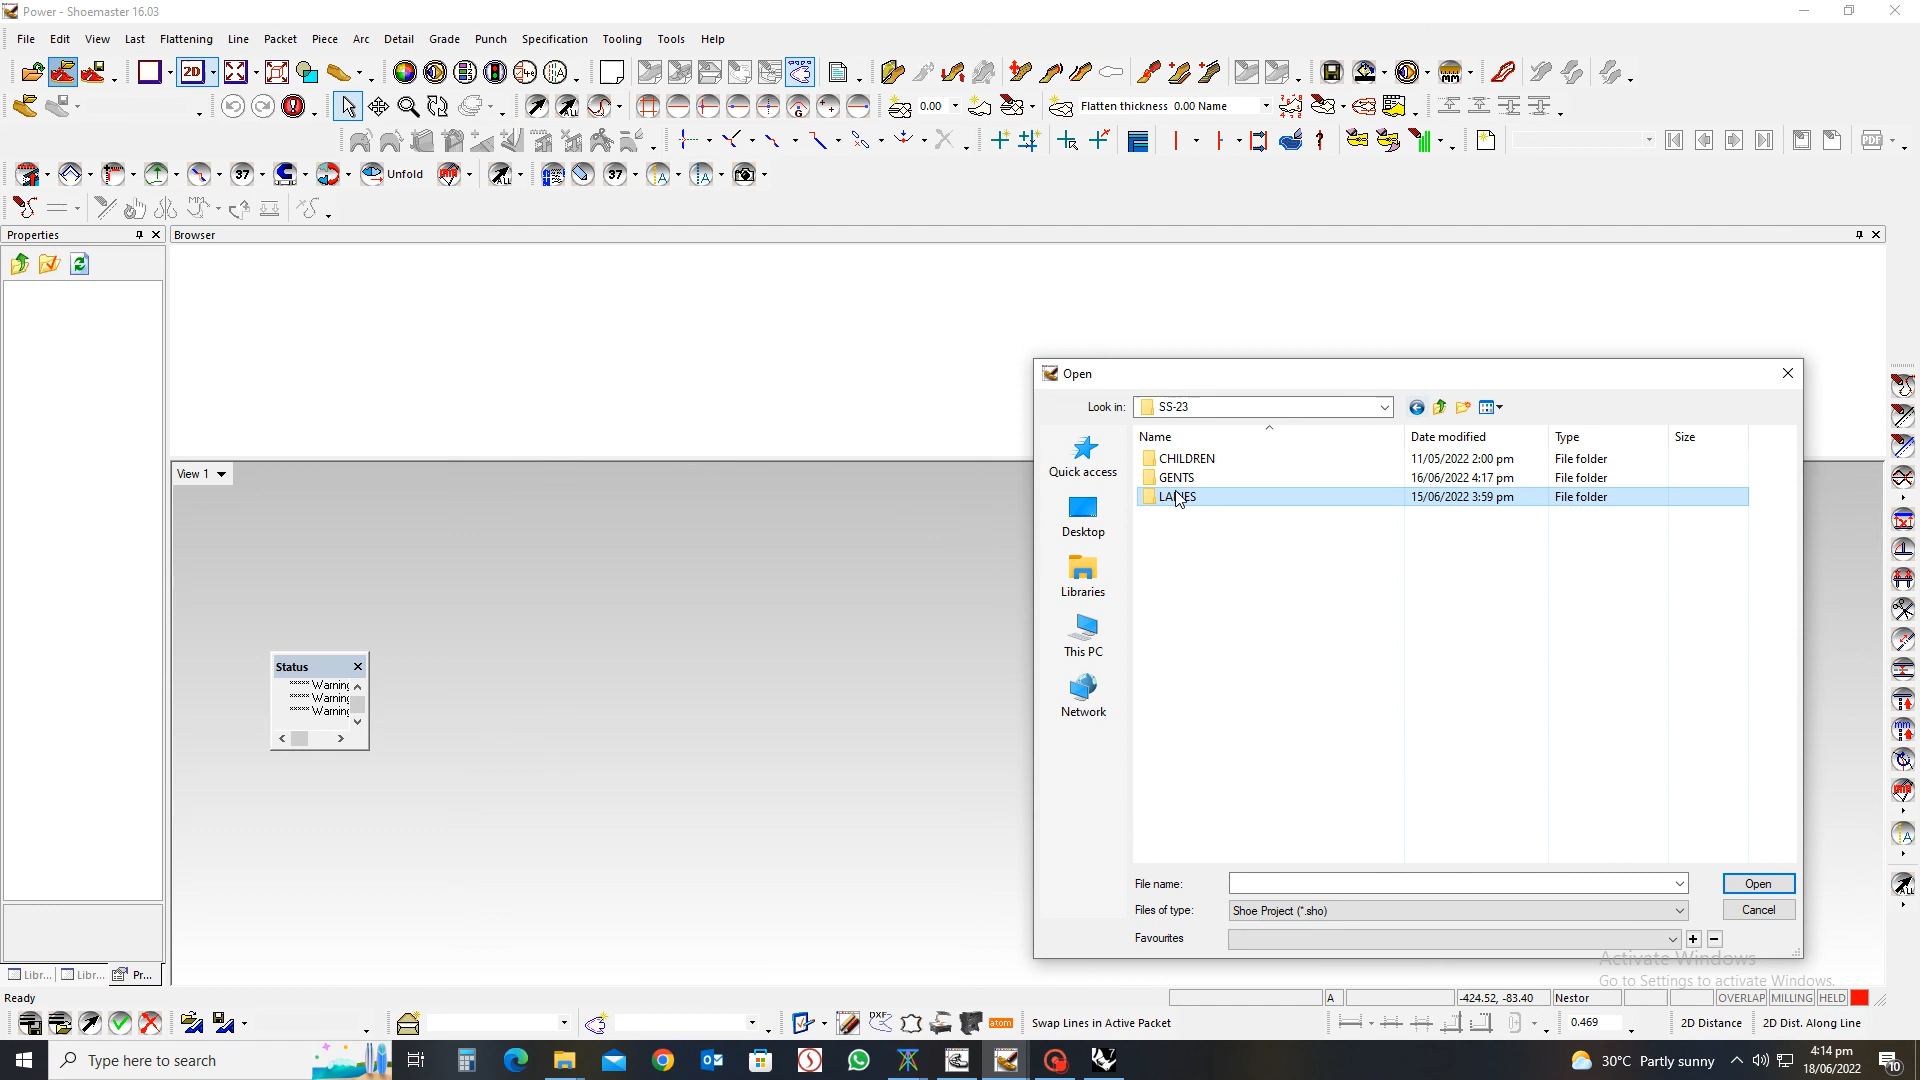 Power - Shoemaster 16.03
File Edit View Last Flattening Line Packet Piece Arc Detail Grade Punch Specification Tooling Tools Help
2D
0.00 Flatten thickness 0.00 Name
37 Unfold 37
Properties
Browser
Open
Look in: SS-23
Name Date modified Type Size
CHILDREN 11/05/2022 2:00 pm File folder
GENTS 16/06/2022 4:17 pm File folder
15/06/2022 3:59 pm File folder
Quick access
Desktop
Libraries
This PC
Network
View 1
Status
***** Warning
***** Warning
***** Warning
File name: Open
Files of type: Shoe Project (*.sho) Cancel
Favourites
Activate Windows
Go to Settings to activate Windows.
Libr... Libr... Pr...
Ready A -424.52, -83.40 Nestor OVERLAP MILLING HELD
DXF atom Swap Lines in Active Packet 0.469 2D Distance 2D Dist. Along Line
Type here to search 30°C Partly sunny 4:14 pm
18/06/2022
10